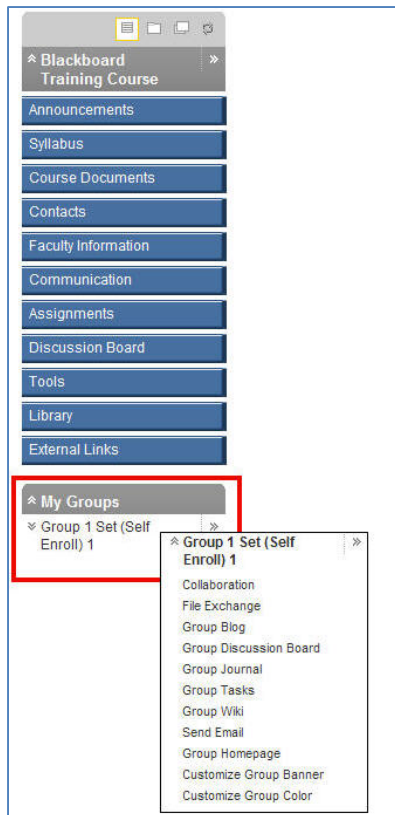 Blackboard
Training Course
Announcements
Syllabus
Course Documents
Contacts
Faculty Information
Communication
Assignments
Discussion Board
Tools
Library
External Links
My Groups
Group 1 Set (Self
Enroll) 1
Group 1 Set (Self
Enroll) 1
Collaboration
File Exchange
Group Blog
Group Discussion Board
Group Journal
Group Tasks
Group Wiki
Send Email
Group Homepage
Customize Group Banner
Customize Group Color